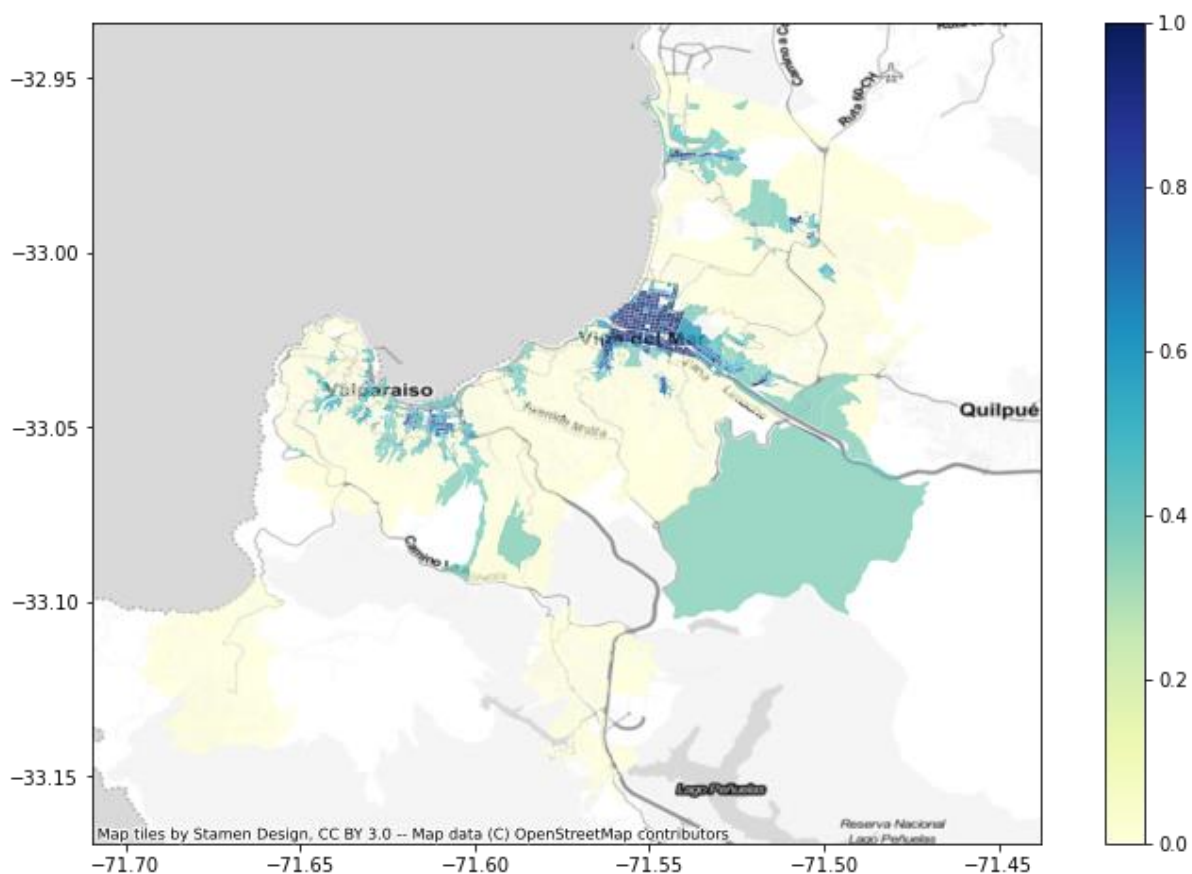 Ruta 60-CH
1.0
−32.95
0.8
−33.00
Viña del Mar
0.6
Valparaíso
Quilpué
−33.05
0.4
−33.10
0.2
−33.15
Lago Peñuelas
Reserva Nacional
Lago Peñuelas
Map tiles by Stamen Design, CC BY 3.0 -- Map data (C) OpenStreetMap contributors
0.0
−71.70
−71.65
−71.60
−71.55
−71.50
−71.45